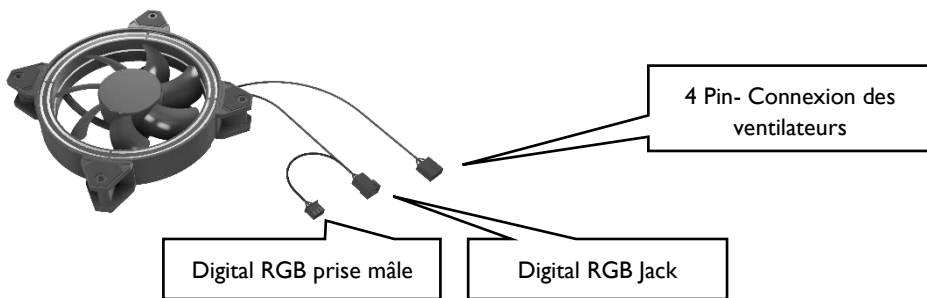 4 Pin- Connexion des
ventilateurs
Digital RGB prise mâle
Digital RGB Jack